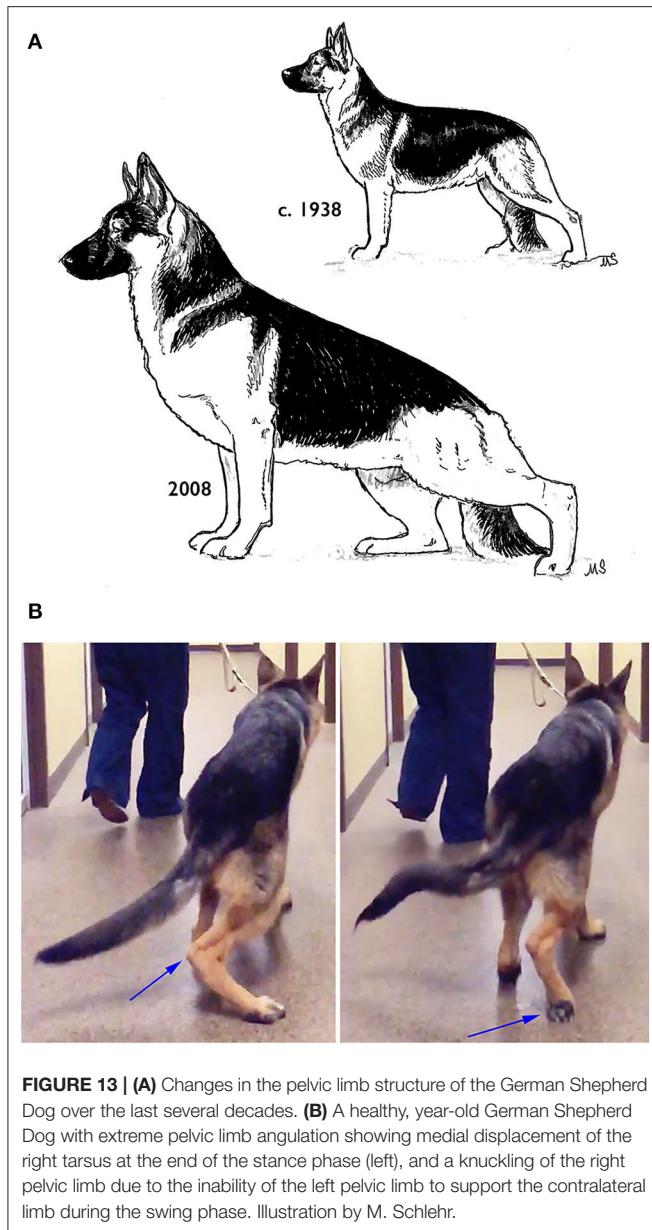 A
c. 1938
MS
2008
MS
B
FIGURE 13 | (A) Changes in the pelvic limb structure of the German Shepherd
Dog over the last several decades. (B) A healthy, year-old German Shepherd
Dog with extreme pelvic limb angulation showing medial displacement of the
right tarsus at the end of the stance phase (left), and a knuckling of the right
pelvic limb due to the inability of the left pelvic limb to support the contralateral
limb during the swing phase. Illustration by M. Schlehr.